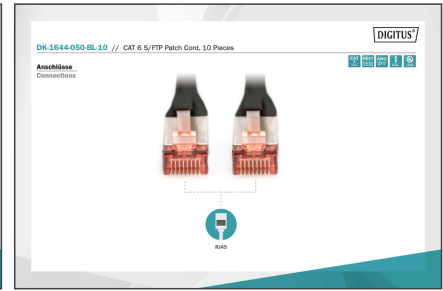 DIGITUS®
DK-1644-050-BL-10 // CAT 6 S/FTP Patch Cord, 10 Pieces
Anschlüsse
Connections
RJ45